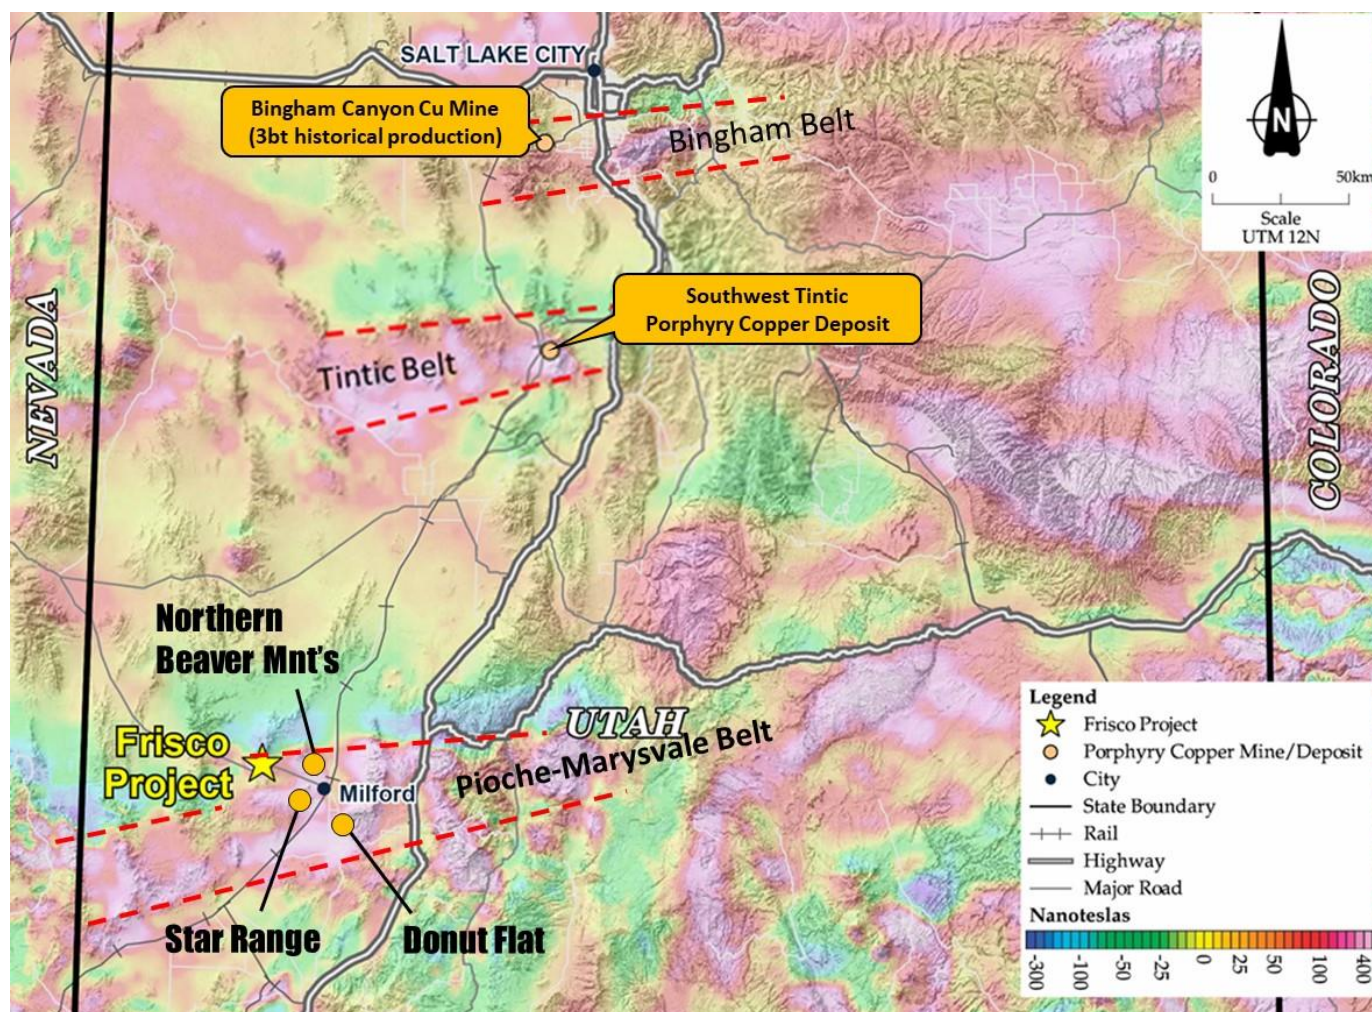 SALT LAKE CITY
Bingham Canyon Cu Mine
(3bt historical production)
Bingham Belt
N
0 50km
Scale
UTM 12N
NEVADA
Southwest Tintic
Porphyry Copper Deposit
Tintic Belt
COLORADO
Northern
Beaver Mnt's
UTAH
Frisco
Project
Pioche-Marysvale Belt
Milford
Star Range
Donut Flat
Legend
Frisco Project
Porphyry Copper Mine/Deposit
City
State Boundary
Rail
Highway
Major Road
Nanoteslas
-300 -100 -50 -25 0 25 50 100 400